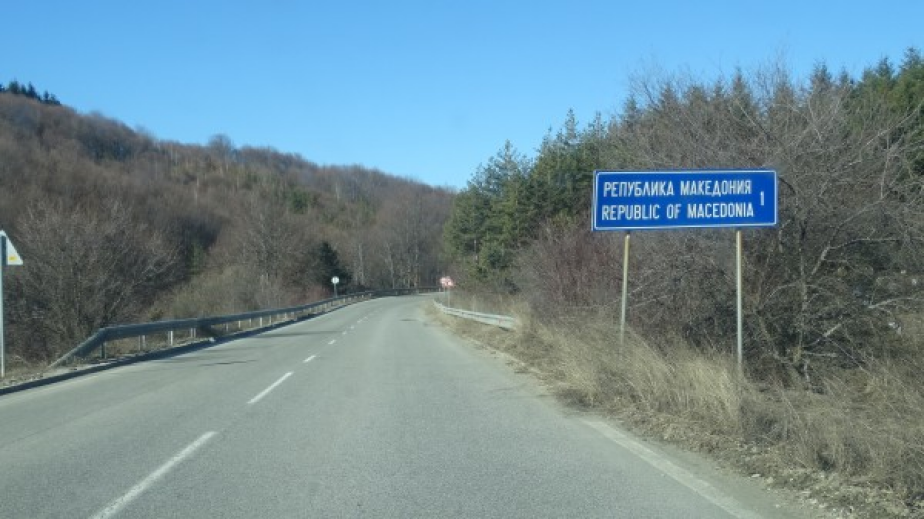 РЕПУБЛИКА МАКЕДОНИЯ
REPUBLIC OF MACEDONIA 1